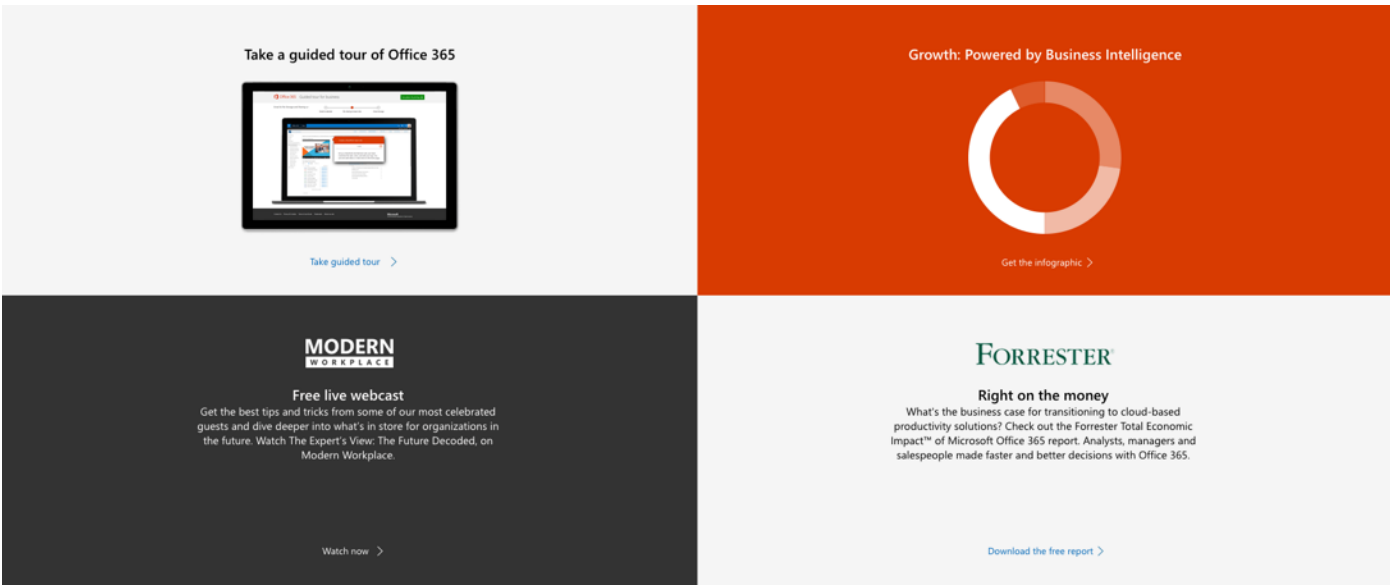 Take a guided tour of Office 365
Take guided tour
Growth: Powered by Business Intelligence
Get the infographic
MODERN
WORKPLACE
Free live webcast
Get the best tips and tricks from some of our most celebrated
guests and dive deeper into what's in store for organizations in
the future. Watch The Expert's View: The Future Decoded, on
Modern Workplace.
Watch now
FORRESTER®
Right on the money
What's the business case for transitioning to cloud-based
productivity solutions? Check out the Forrester Total Economic
Impact™ of Microsoft Office 365 report. Analysts, managers and
salespeople made faster and better decisions with Office 365.
Download the free report